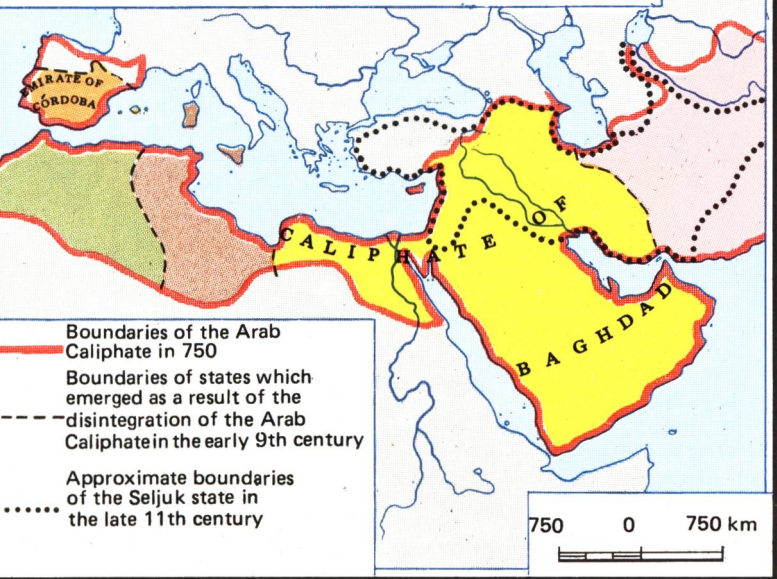 EMIRATE OF
CÓRDOBA
CALIPHATE OF
BAGHDAD
Boundaries of the Arab
Caliphate in 750
Boundaries of states which
emerged as a result of the
disintegration of the Arab
Caliphate in the early 9th century
Approximate boundaries
of the Seljuk state in
the late 11th century
750 0 750 km